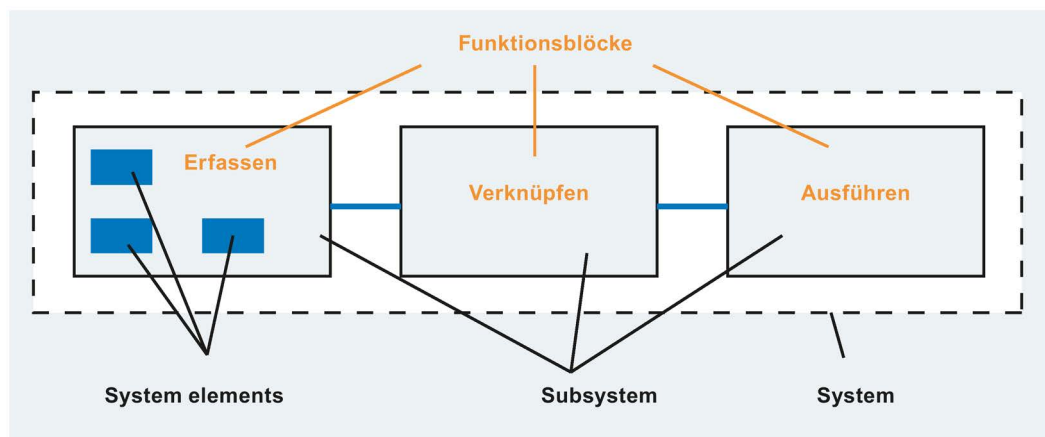 Funktionsblöcke
Erfassen
Verknüpfen
Ausführen
System elements
Subsystem
System